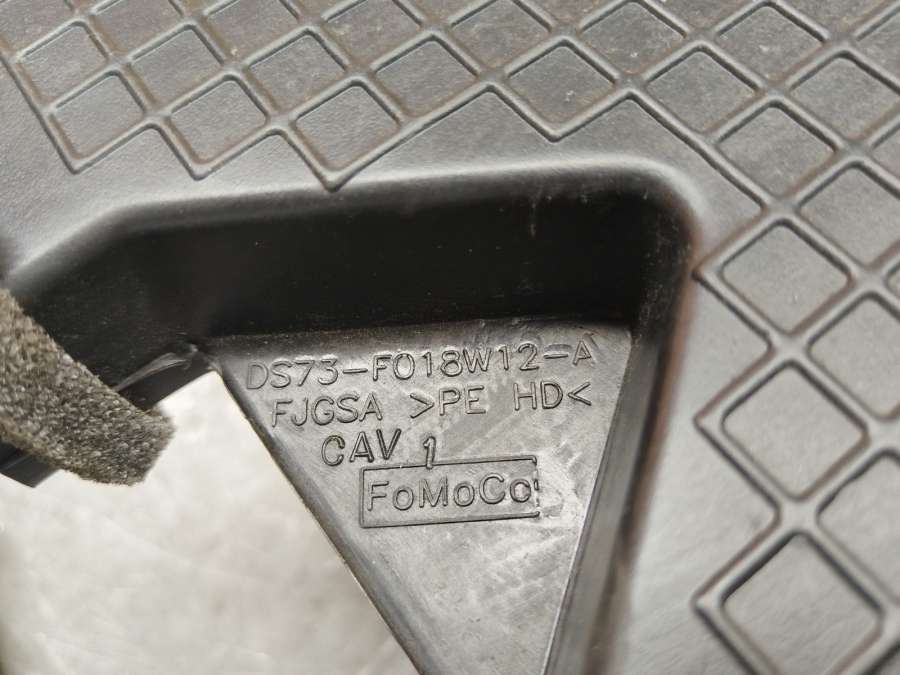 DS73-F018W12-A
FJGSA >PE HD<
CAV 1
FoMoCo